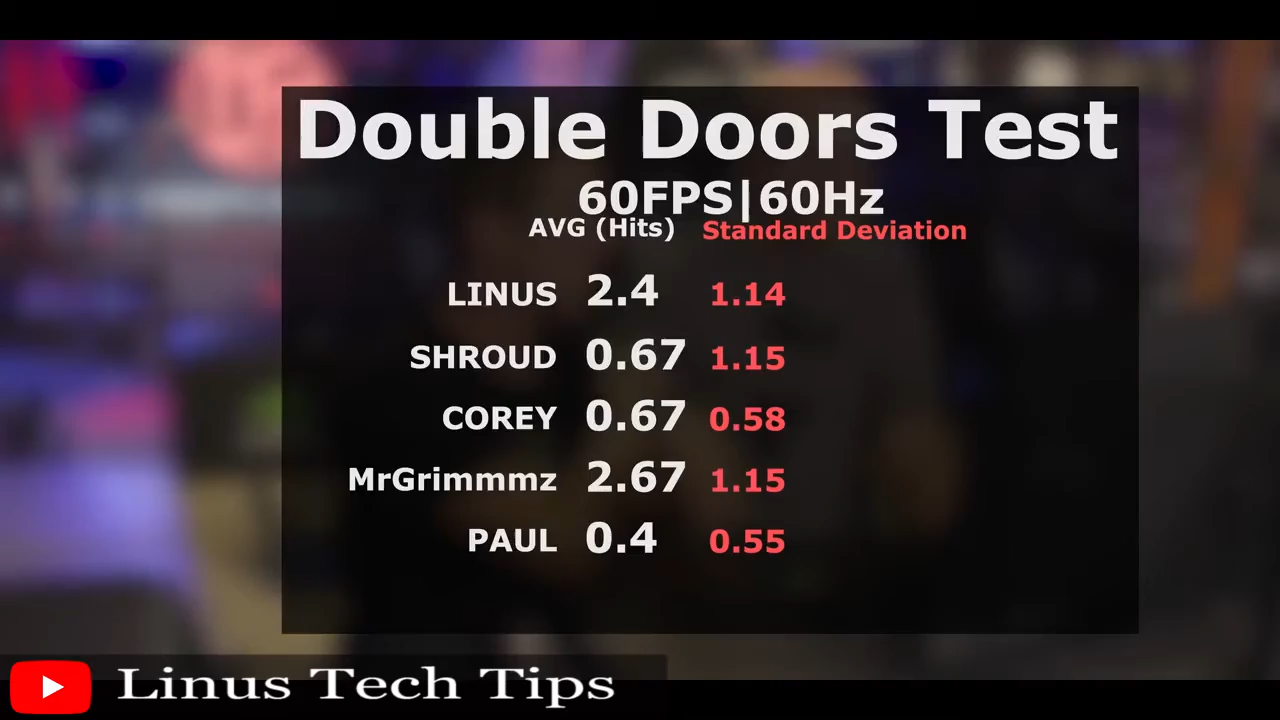 Double Doors Test
60FPS|60Hz
AVG (Hits) Standard Deviation
LINUS 2.4 1.14
SHROUD 0.67 1.15
COREY 0.67 0.58
MrGrimmmz 2.67 1.15
PAUL 0.4 0.55
Linus Tech Tips